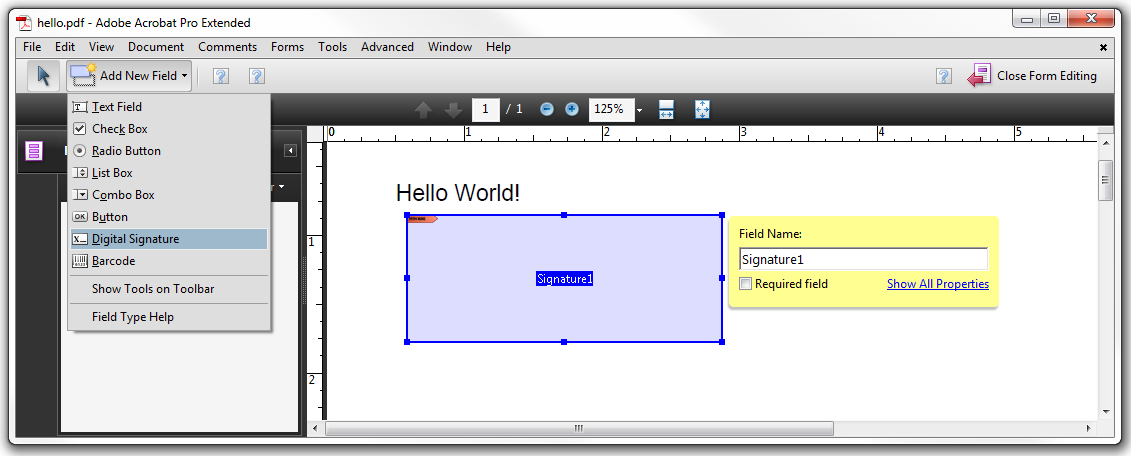 hello.pdf - Adobe Acrobat Pro Extended
File Edit View Document Comments Forms Tools Advanced Window Help
Add New Field
Close Form Editing
1 / 1 125%
Text Field
Check Box
Radio Button
List Box
Combo Box
OK Button
Digital Signature
Barcode
Show Tools on Toolbar
Field Type Help
0 1 2 3 4 5
1
2
Hello World!
Signature1
Field Name:
Signature1
Required field Show All Properties